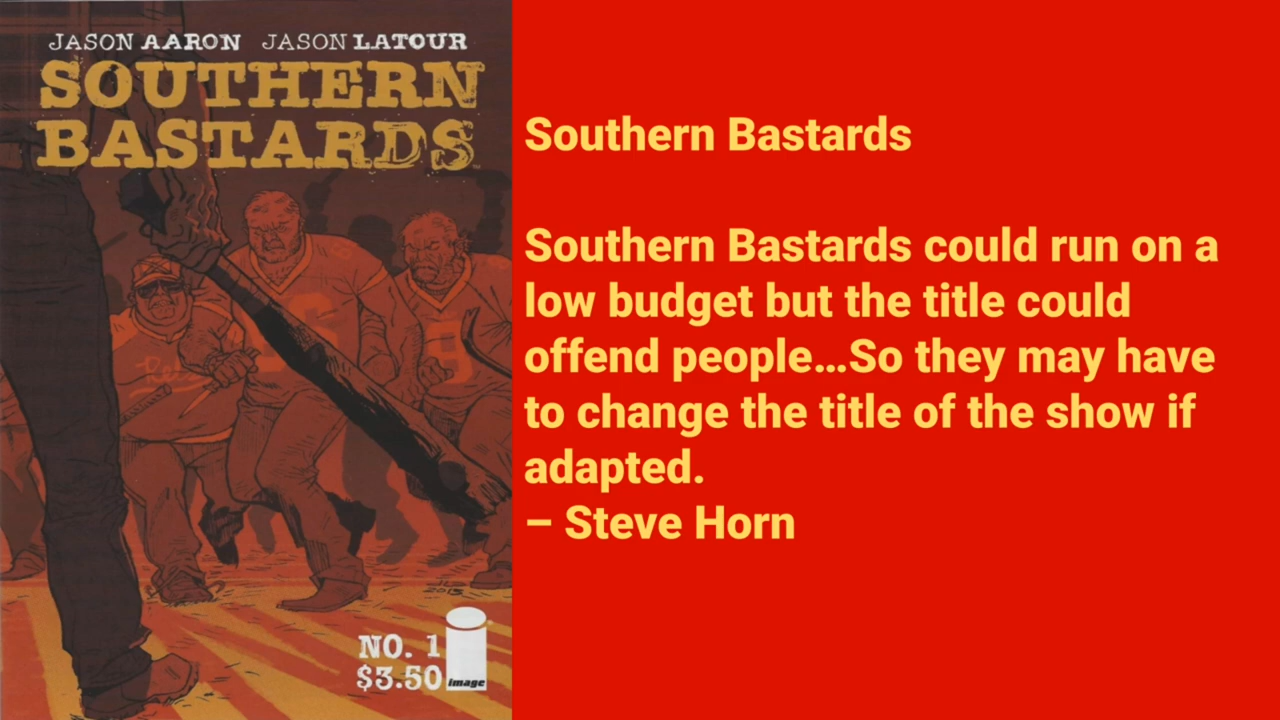 JASON AARON JASON LATOUR
SOUTHERN
BASTARDS
NO. 1
$3.50
image
Southern Bastards
Southern Bastards could run on a
low budget but the title could
offend people...So they may have
to change the title of the show if
adapted.
– Steve Horn